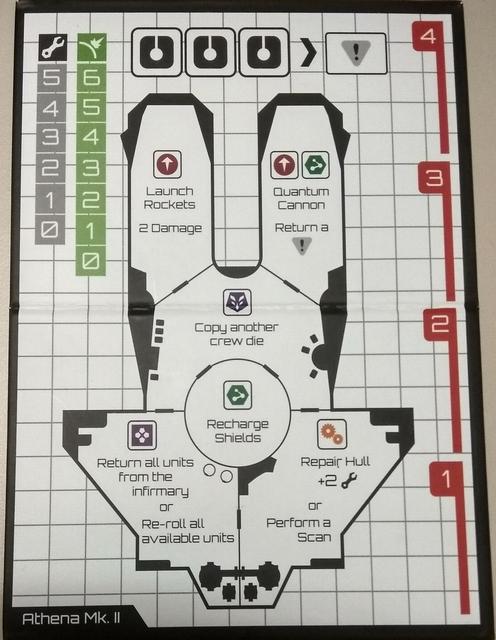 4
5
6
4
5
3
4
2
3
1
2
0
1
0
3
Launch
Rockets
2 Damage
Quantum
Cannon
Return a
!
!
2
Copy another
crew die
Recharge
Shields
1
Return all units
from the
infirmary
or
Re-roll all
available units
Repair Hull
+2
or
Perform a
Scan
Athena Mk. II